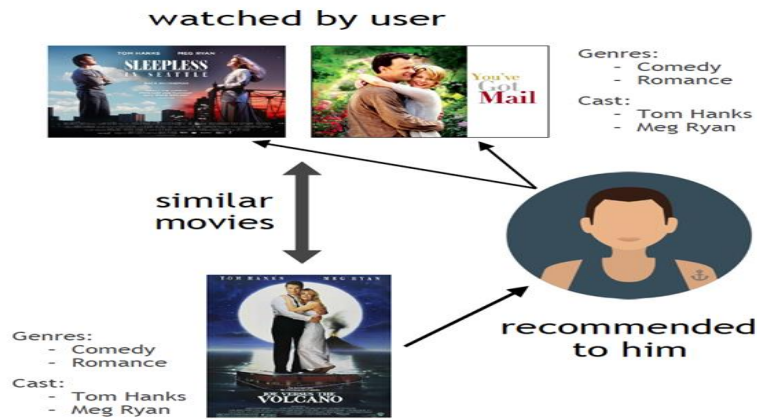 watched by user
TOM HANKS MEG RYAN
SLEEPLESS
IN SEATTLE
You've
Got
Mail
Genres:
- Comedy
- Romance
Cast:
- Tom Hanks
- Meg Ryan
similar
movies
TOM HANKS MEG RYAN
JOE VERSUS THE
VOLCANO
Genres:
- Comedy
- Romance
Cast:
- Tom Hanks
- Meg Ryan
recommended
to him